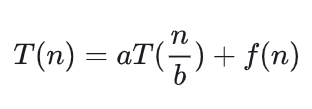 T(n) = aT(n/b) + f(n)